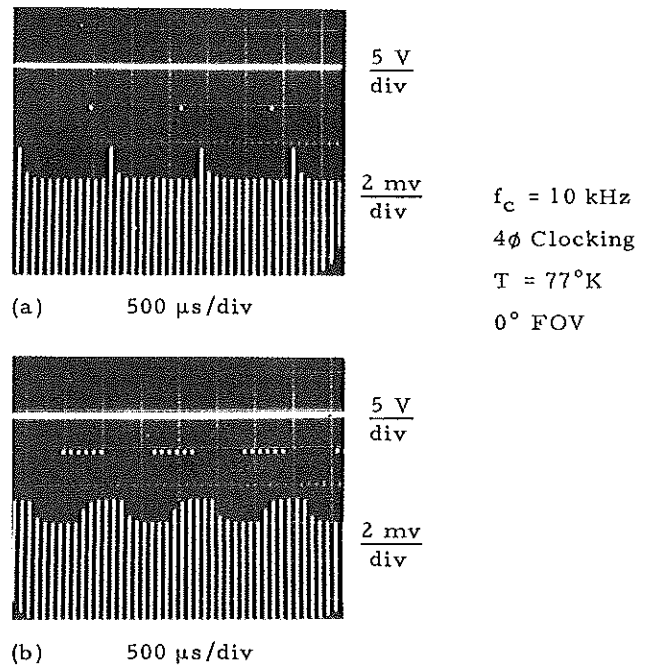 5 V
div
2 mv
div
(a) 500 μs/div
f_c = 10 kHz
4ø Clocking
T = 77°K
0° FOV
5 V
div
2 mv
div
(b) 500 μs/div